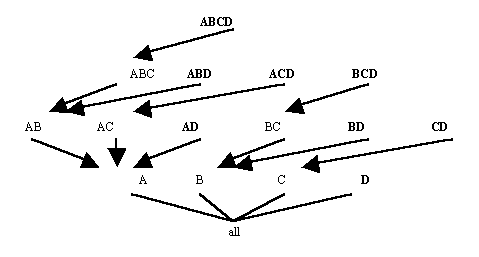 ABCD
ABC ABD ACD BCD
AB AC AD BC BD CD
A B C D
all